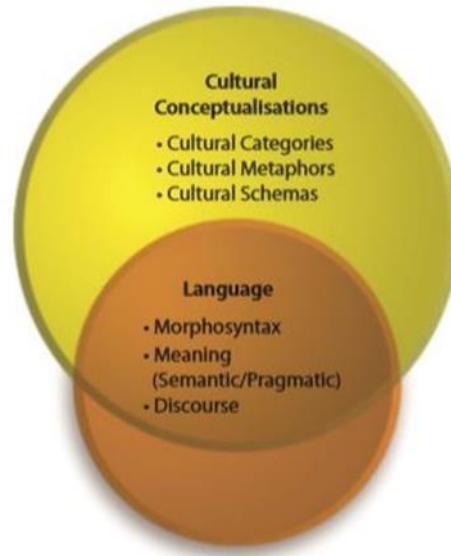 Cultural
Conceptualisations
• Cultural Categories
• Cultural Metaphors
• Cultural Schemas
Language
• Morphosyntax
• Meaning
(Semantic/Pragmatic)
• Discourse